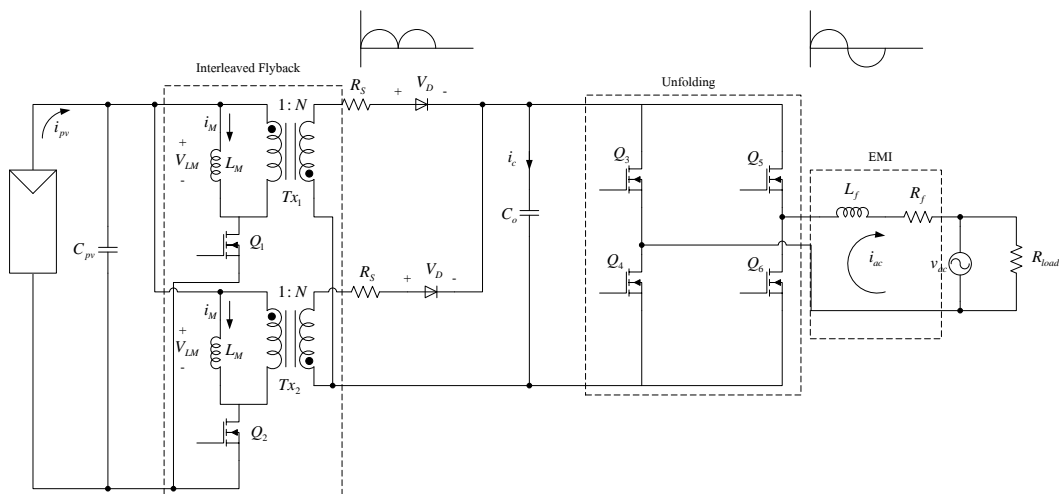 Interleaved Flyback
Unfolding
EMI
i_pv
C_pv
i_M
+
V_LM
-
L_M
1: N
Tx_1
Q_1
R_S
+ V_D -
i_c
C_o
Q_3
Q_5
Q_4
Q_6
L_f
R_f
i_ac
v_ac
R_load
i_M
+
V_LM
-
L_M
1: N
Tx_2
Q_2
R_S
+ V_D -